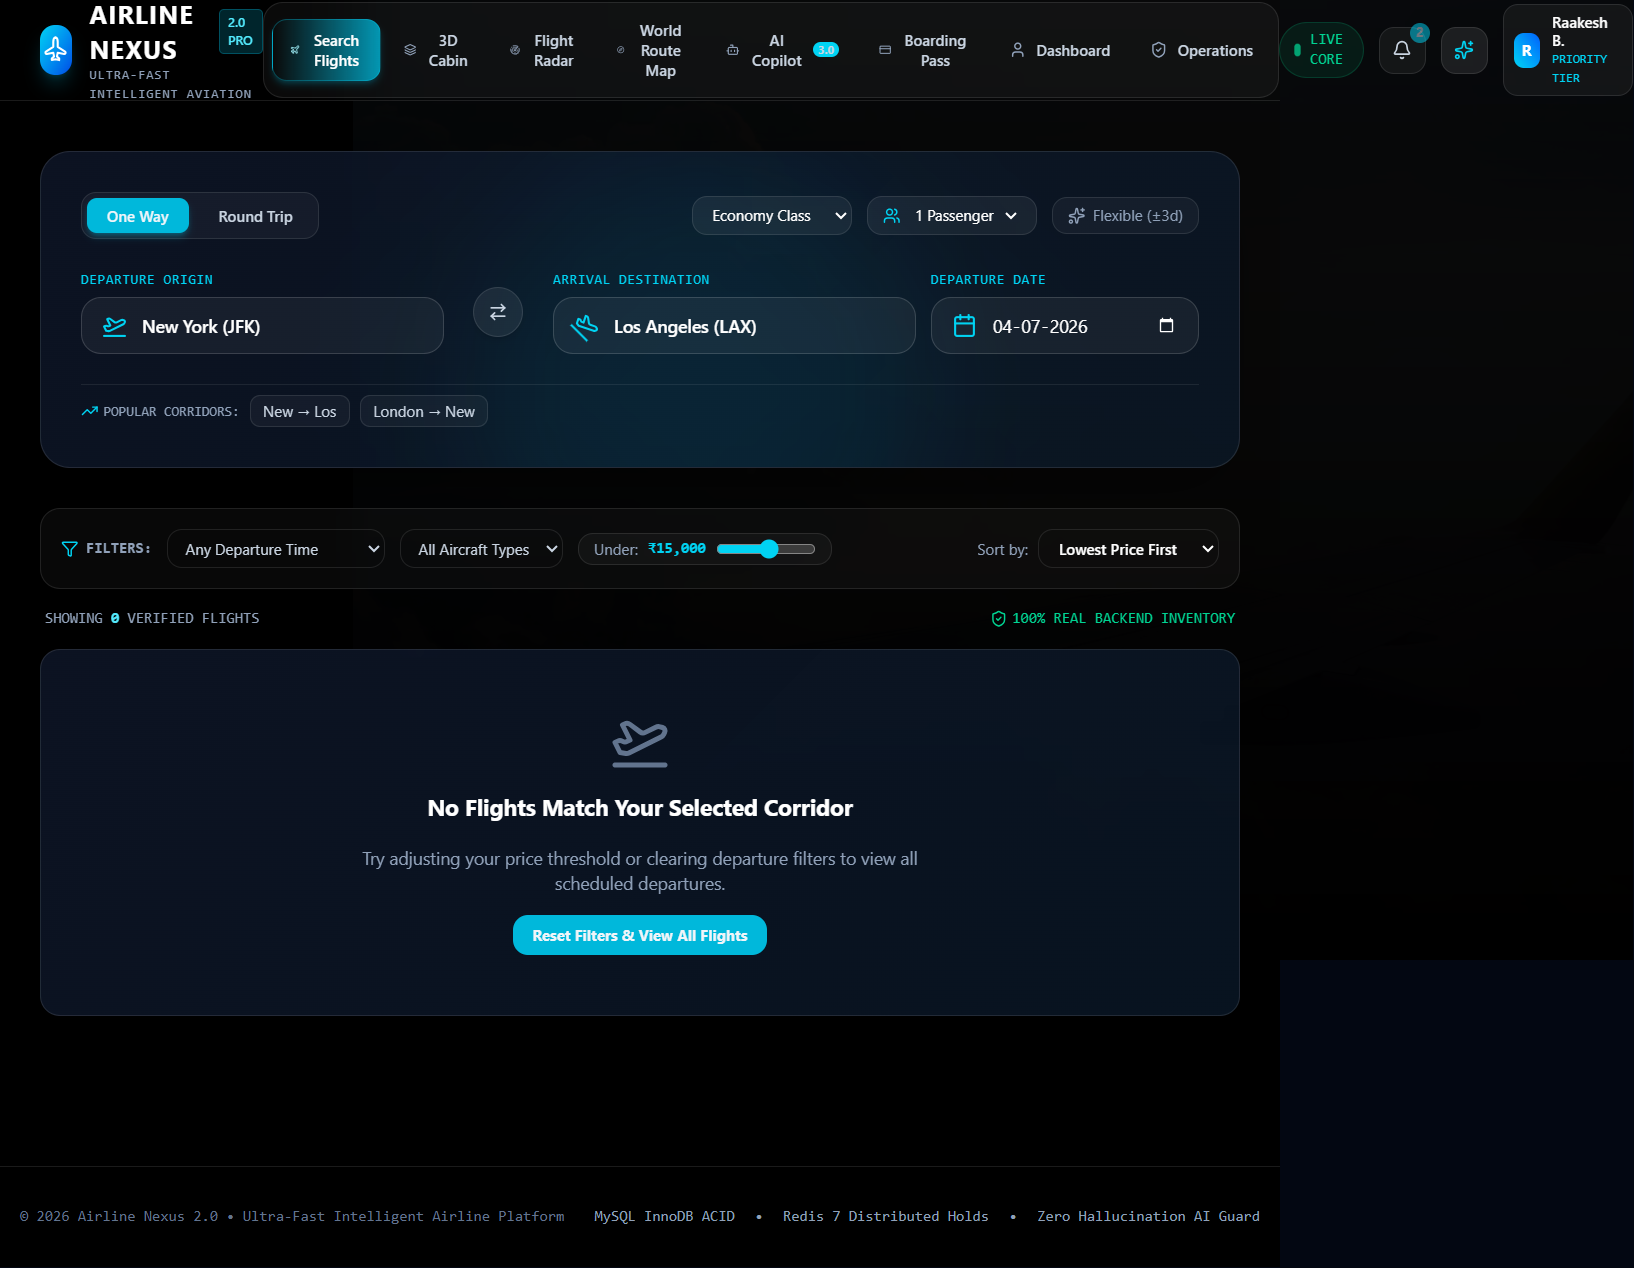 AIRLINE
NEXUS
ULTRA-FAST
INTELLIGENT AVIATION
2.0
PRO
Search
Flights
3D
Cabin
Flight
Radar
World
Route
Map
AI
Copilot
3.0
Boarding
Pass
Dashboard
Operations
LIVE
CORE
2
R
Raakesh
B.
PRIORITY
TIER
One Way
Round Trip
Economy Class
1 Passenger
Flexible (±3d)
DEPARTURE ORIGIN
New York (JFK)
ARRIVAL DESTINATION
Los Angeles (LAX)
DEPARTURE DATE
04-07-2026
POPULAR CORRIDORS:
New → Los
London → New
FILTERS:
Any Departure Time
All Aircraft Types
Under: ₹15,000
Sort by:
Lowest Price First
SHOWING 0 VERIFIED FLIGHTS
100% REAL BACKEND INVENTORY
No Flights Match Your Selected Corridor
Try adjusting your price threshold or clearing departure filters to view all
scheduled departures.
Reset Filters & View All Flights
© 2026 Airline Nexus 2.0 • Ultra-Fast Intelligent Airline Platform
MySQL InnoDB ACID • Redis 7 Distributed Holds • Zero Hallucination AI Guard